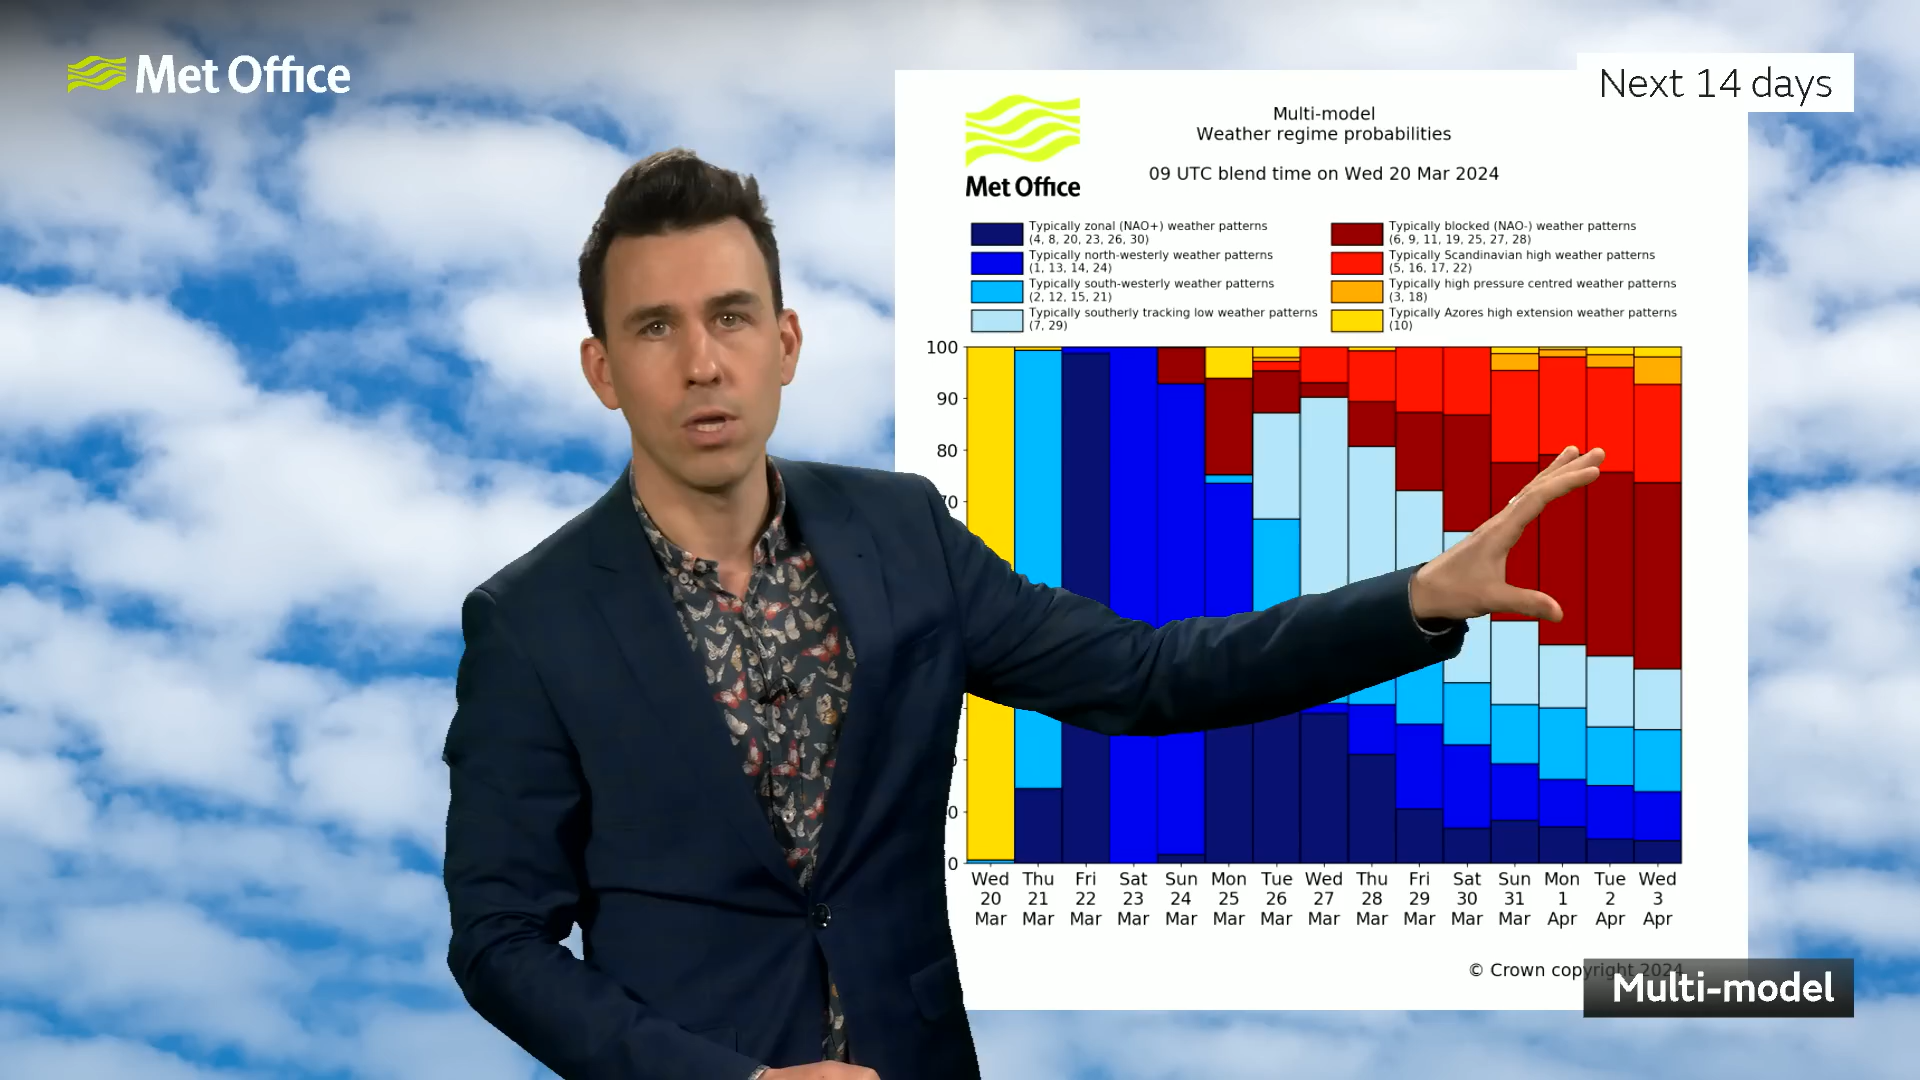 Met Office
Next 14 days
Multi-model
Weather regime probabilities
09 UTC blend time on Wed 20 Mar 2024
Met Office
Typically zonal (NAO+) weather patterns
(4, 8, 20, 23, 26, 30)
Typically north-westerly weather patterns
(1, 13, 14, 24)
Typically south-westerly weather patterns
(2, 12, 15, 21)
Typically southerly tracking low weather patterns
(7, 29)
Typically blocked (NAO-) weather patterns
(6, 9, 11, 19, 25, 27, 28)
Typically Scandinavian high weather patterns
(5, 16, 17, 22)
Typically high pressure centred weather patterns
(3, 18)
Typically Azores high extension weather patterns
(10)
100
90
80
0
Wed Thu Fri Sat Sun Mon Tue Wed Thu Fri Sat Sun Mon Tue Wed
20 21 22 23 24 25 26 27 28 29 30 31 1 2 3
Mar Mar Mar Mar Mar Mar Mar Mar Mar Mar Mar Mar Apr Apr Apr
© Crown copyright 2024
Multi-model